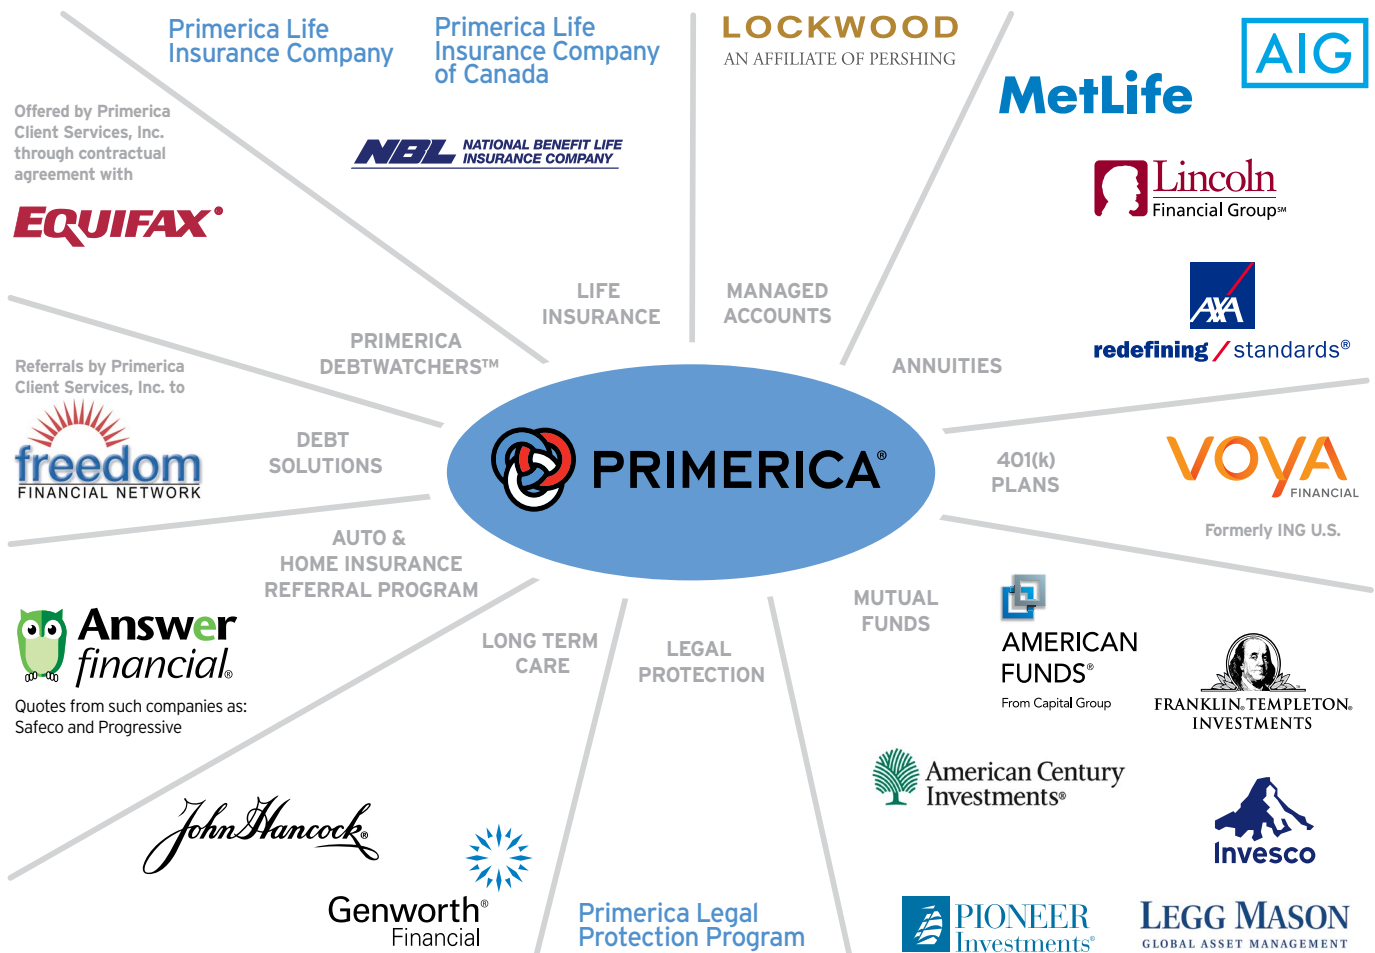 Primerica Life
Insurance Company
Primerica Life
Insurance Company
of Canada
NBL NATIONAL BENEFIT LIFE
INSURANCE COMPANY
LIFE
INSURANCE
LOCKWOOD
AN AFFILIATE OF PERSHING
MANAGED
ACCOUNTS
AIG
MetLife
Lincoln
Financial Group℠
AXA
redefining / standards®
ANNUITIES
Offered by Primerica
Client Services, Inc.
through contractual
agreement with
EQUIFAX®
PRIMERICA
DEBTWATCHERS™
Referrals by Primerica
Client Services, Inc. to
freedom
FINANCIAL NETWORK
DEBT
SOLUTIONS
PRIMERICA®
401(k)
PLANS
VOYA
FINANCIAL
Formerly ING U.S.
AUTO &
HOME INSURANCE
REFERRAL PROGRAM
Answer
financial®
Quotes from such companies as:
Safeco and Progressive
LONG TERM
CARE
John Hancock®
Genworth®
Financial
LEGAL
PROTECTION
Primerica Legal
Protection Program
MUTUAL
FUNDS
AMERICAN
FUNDS®
From Capital Group
FRANKLIN® TEMPLETON®
INVESTMENTS
American Century
Investments®
Invesco
PIONEER
Investments®
LEGG MASON
GLOBAL ASSET MANAGEMENT